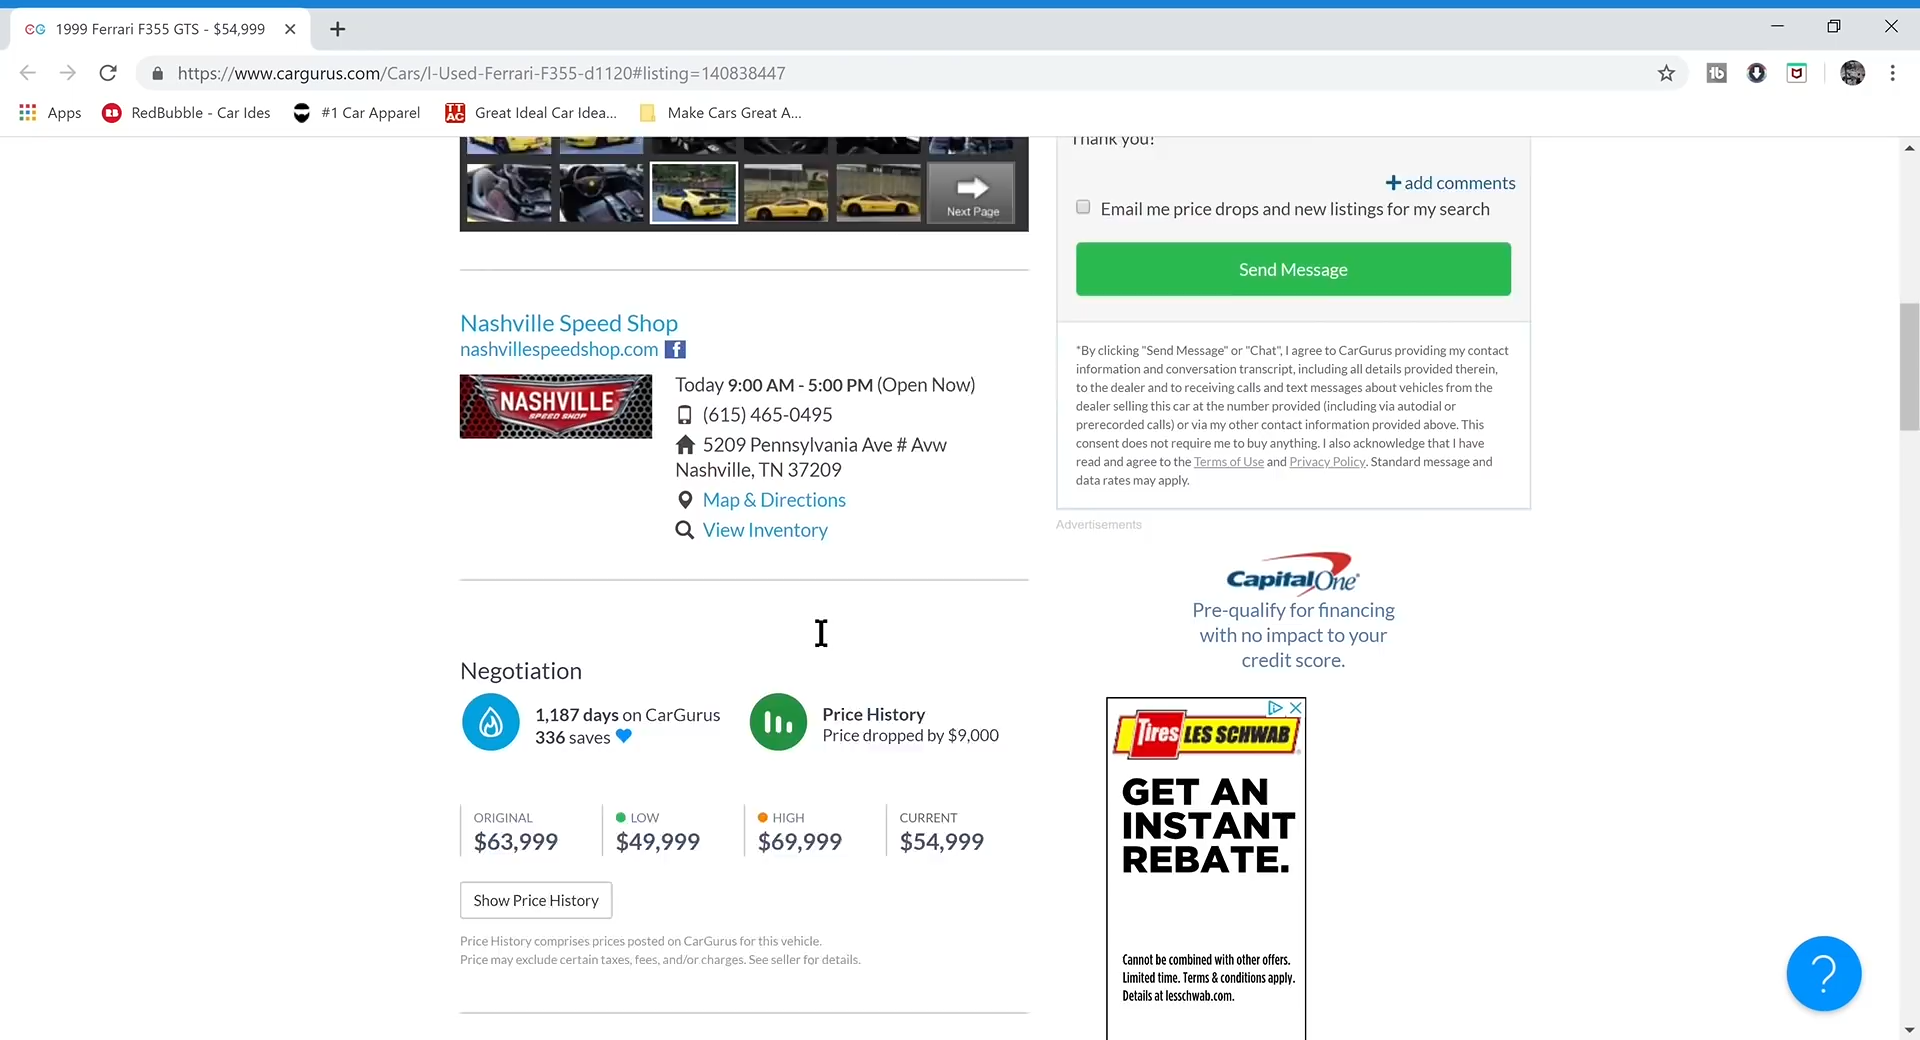 1999 Ferrari F355 GTS - $54,999
https://www.cargurus.com/Cars/l-Used-Ferrari-F355-d1120#listing=140838447
Apps
RedBubble - Car Ides
#1 Car Apparel
TTAC
Great Ideal Car Idea...
Make Cars Great A...
Thank you!
add comments
Email me price drops and new listings for my search
Next Page
Send Message
Nashville Speed Shop
nashvillespeedshop.com
NASHVILLE
SPEED SHOP
Today 9:00 AM - 5:00 PM (Open Now)
(615) 465-0495
5209 Pennsylvania Ave # Avw
Nashville, TN 37209
Map & Directions
View Inventory
*By clicking "Send Message" or "Chat", I agree to CarGurus providing my contact
information and conversation transcript, including all details provided therein,
to the dealer and to receiving calls and text messages about vehicles from the
dealer selling this car at the number provided (including via autodial or
prerecorded calls) or via my other contact information provided above. This
consent does not require me to buy anything. I also acknowledge that I have
read and agree to the Terms of Use and Privacy Policy. Standard message and
data rates may apply.
Advertisements
Capital One
Pre-qualify for financing
with no impact to your
credit score.
Negotiation
1,187 days on CarGurus
336 saves
Price History
Price dropped by $9,000
ORIGINAL
$63,999
LOW
$49,999
HIGH
$69,999
CURRENT
$54,999
Show Price History
Price History comprises prices posted on CarGurus for this vehicle.
Price may exclude certain taxes, fees, and/or charges. See seller for details.
Tires LES SCHWAB
GET AN
INSTANT
REBATE.
Cannot be combined with other offers.
Limited time. Terms & conditions apply.
Details at lesschwab.com.
?